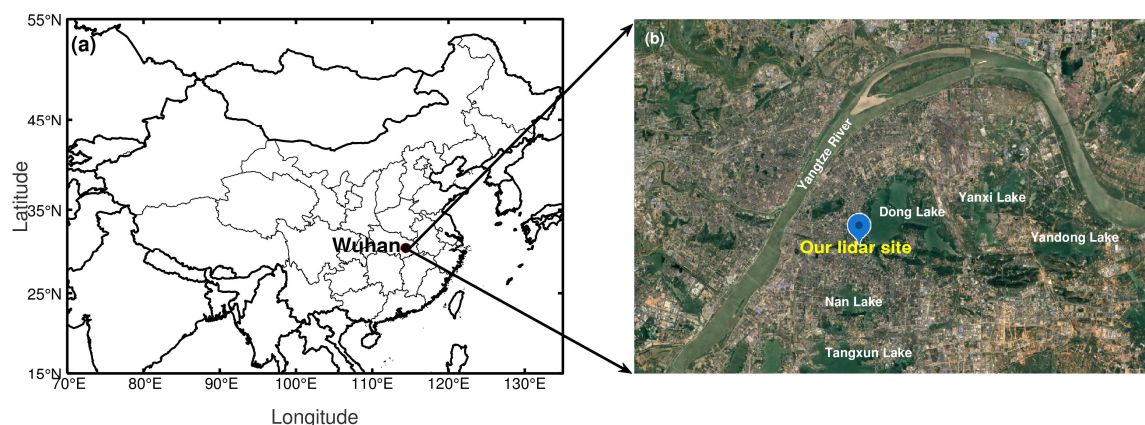 (a)
55°N
45°N
35°N
25°N
15°N
Latitude
Wuhan
70°E
80°E
90°E
100°E
110°E
120°E
130°E
Longitude
(b)
Yangtze River
Yanxi Lake
Dong Lake
Yandong Lake
Our lidar site
Nan Lake
Tangxun Lake